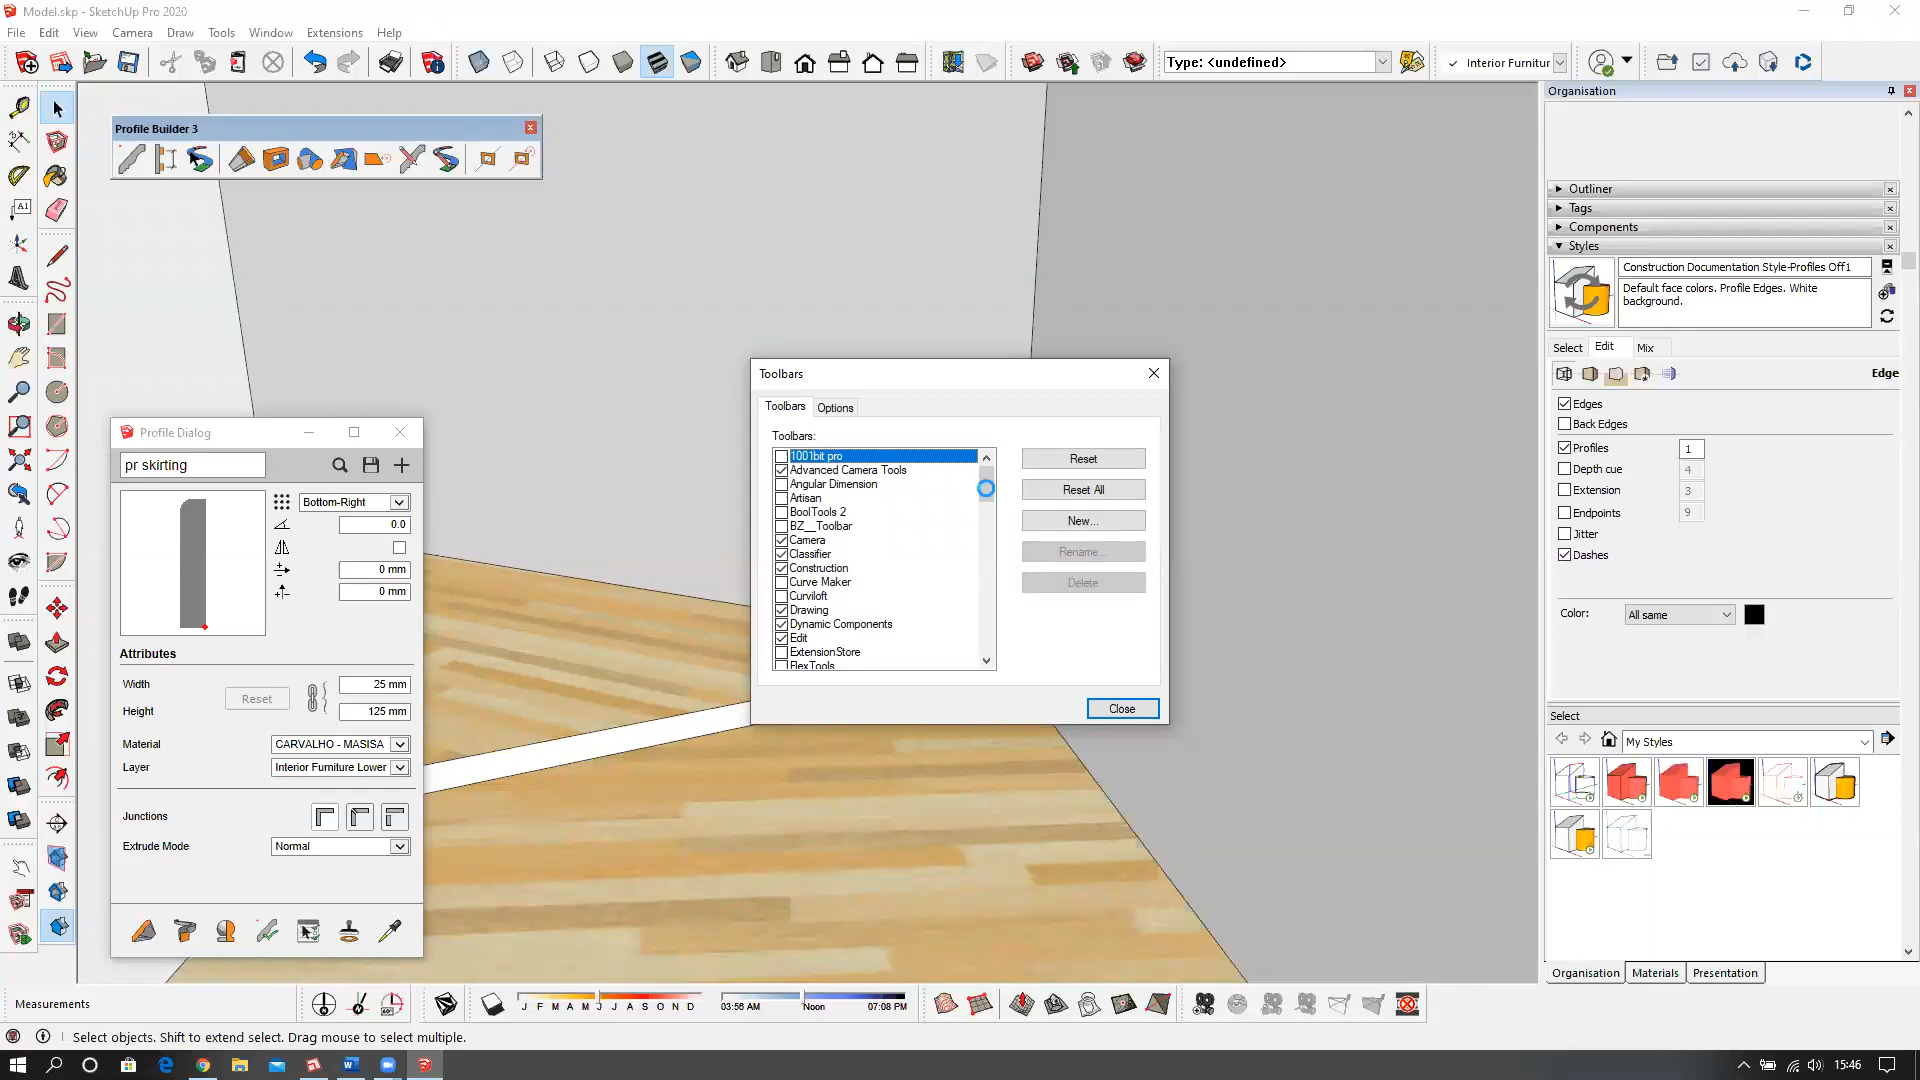 Model.skp - SketchUp Pro 2020
File Edit View Camera Draw Tools Window Extensions Help
Type: <undefined>
Interior Furnitur
Organisation
A1
Profile Builder 3
Outliner
Tags
Components
Styles
Construction Documentation Style-Profiles Off1
Default face colors. Profile Edges. White
background.
Select Edit Mix
Edge
Edges
Back Edges
Profiles 1
Depth cue 4
Extension 3
Endpoints 9
Jitter
Dashes
Color: All same
Select
My Styles
Organisation Materials Presentation
Toolbars
Toolbars Options
Toolbars:
1001bit pro
Advanced Camera Tools
Angular Dimension
Artisan
BoolTools 2
BZ__Toolbar
Camera
Classifier
Construction
Curve Maker
Curviloft
Drawing
Dynamic Components
Edit
ExtensionStore
FlexTools
Reset
Reset All
New...
Rename...
Delete
Close
Profile Dialog
pr skirting
Bottom-Right
0.0
0 mm
0 mm
Attributes
Width 25 mm
Reset
Height 125 mm
Material CARVALHO - MASISA
Layer Interior Furniture Lower
Junctions
Extrude Mode Normal
Measurements
J F M A M J J A S O N D
03:56 AM Noon 07:08 PM
Select objects. Shift to extend select. Drag mouse to select multiple.
15:46